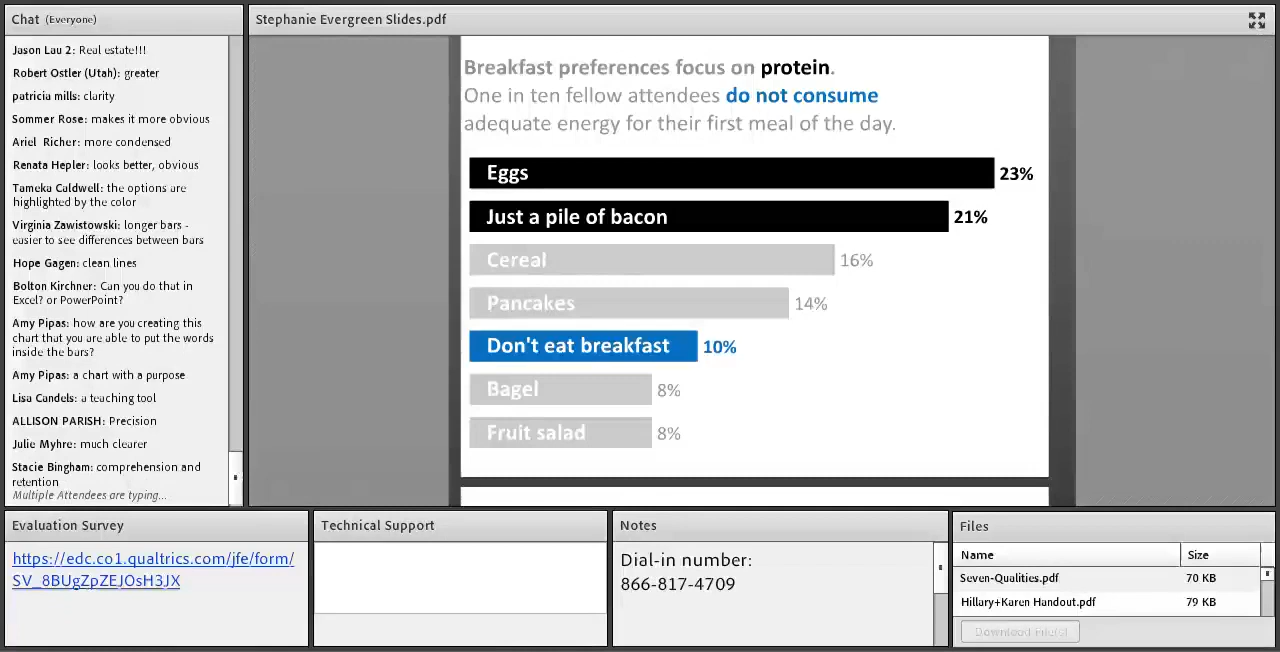 Chat (Everyone)
Jason Lau 2: Real estate!!!
Robert Ostler (Utah): greater
patricia mills: clarity
Sommer Rose: makes it more obvious
Ariel Richer: more condensed
Renata Hepler: looks better, obvious
Tameka Caldwell: the options are
highlighted by the color
Virginia Zawistowski: longer bars -
easier to see differences between bars
Hope Gagen: clean lines
Bolton Kirchner: Can you do that in
Excel? or PowerPoint?
Amy Pipas: how are you creating this
chart that you are able to put the words
inside the bars?
Amy Pipas: a chart with a purpose
Lisa Candels: a teaching tool
ALLISON PARISH: Precision
Julie Myhre: much clearer
Stacie Bingham: comprehension and
retention
Multiple Attendees are typing...
Stephanie Evergreen Slides.pdf
Breakfast preferences focus on protein.
One in ten fellow attendees do not consume
adequate energy for their first meal of the day.
Eggs 23%
Just a pile of bacon 21%
Cereal 16%
Pancakes 14%
Don't eat breakfast 10%
Bagel 8%
Fruit salad 8%
Evaluation Survey
https://edc.co1.qualtrics.com/jfe/form/
SV_8BUgZpZEJOsH3JX
Technical Support
Notes
Dial-in number:
866-817-4709
Files
Name Size
Seven-Qualities.pdf 70 KB
Hillary+Karen Handout.pdf 79 KB
Download File(s)